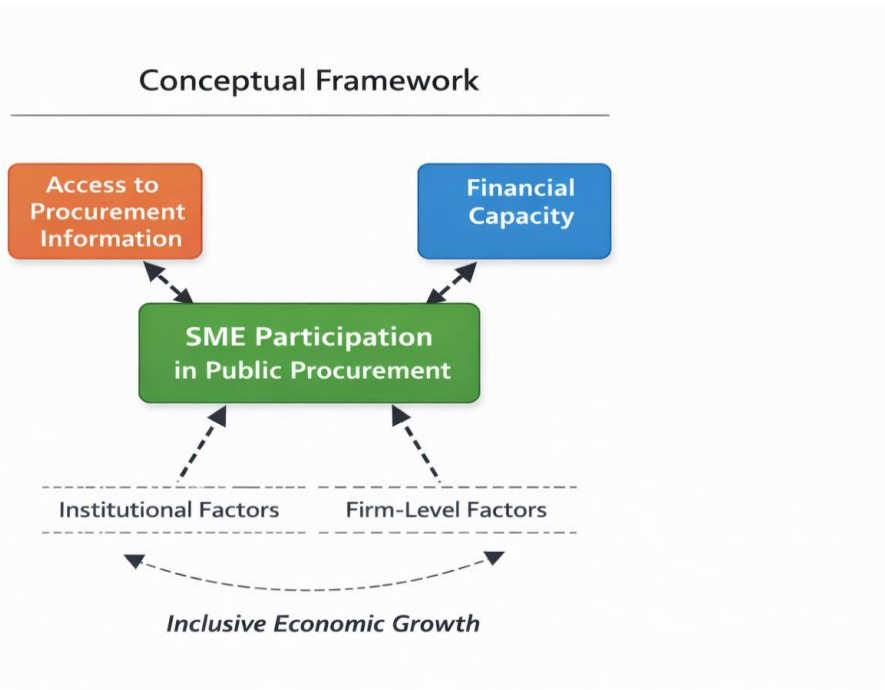 Conceptual Framework
Access to
Procurement
Information
Financial
Capacity
SME Participation
in Public Procurement
Institutional Factors
Firm-Level Factors
Inclusive Economic Growth